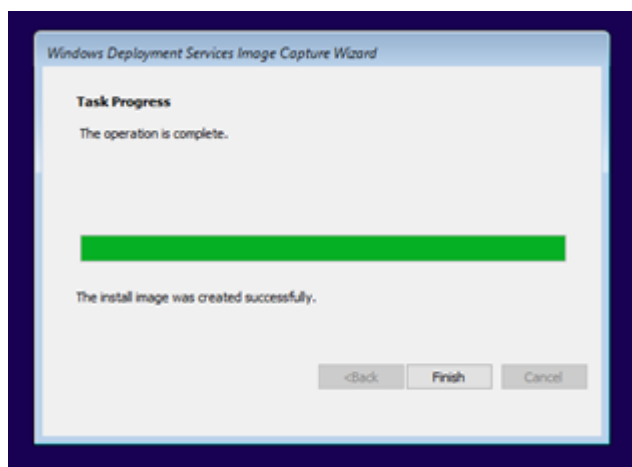 Windows Deployment Services Image Capture Wizard
Task Progress
The operation is complete.
The install image was created successfully.
<Back Finish Cancel